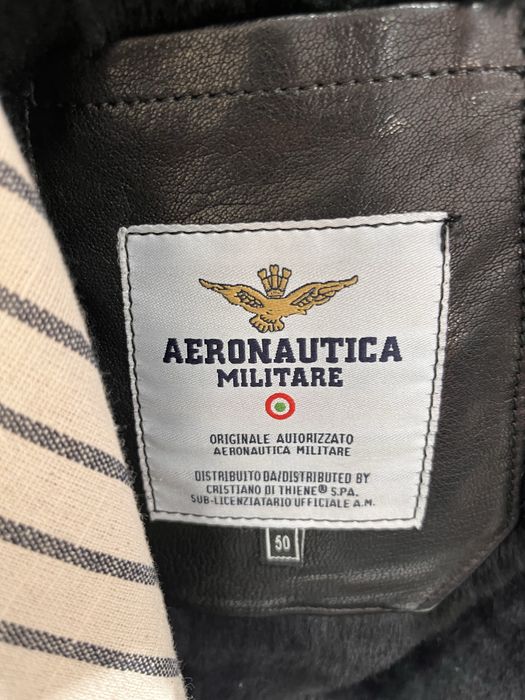 AERONAUTICA
MILITARE
ORIGINALE AUTORIZZATO
AERONAUTICA MILITARE
DISTRIBUITO DA/DISTRIBUTED BY
CRISTIANO DI THIENE® S.P.A.
SUB-LICENZIATARIO UFFICIALE A.M.
50